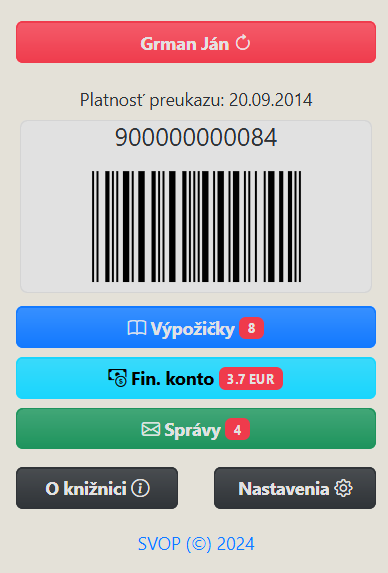 Grman Ján
Platnosť preukazu: 20.09.2014
900000000084
Výpožičky 8
Fin. konto 3.7 EUR
Správy 4
O knižnici
Nastavenia
SVOP (©) 2024